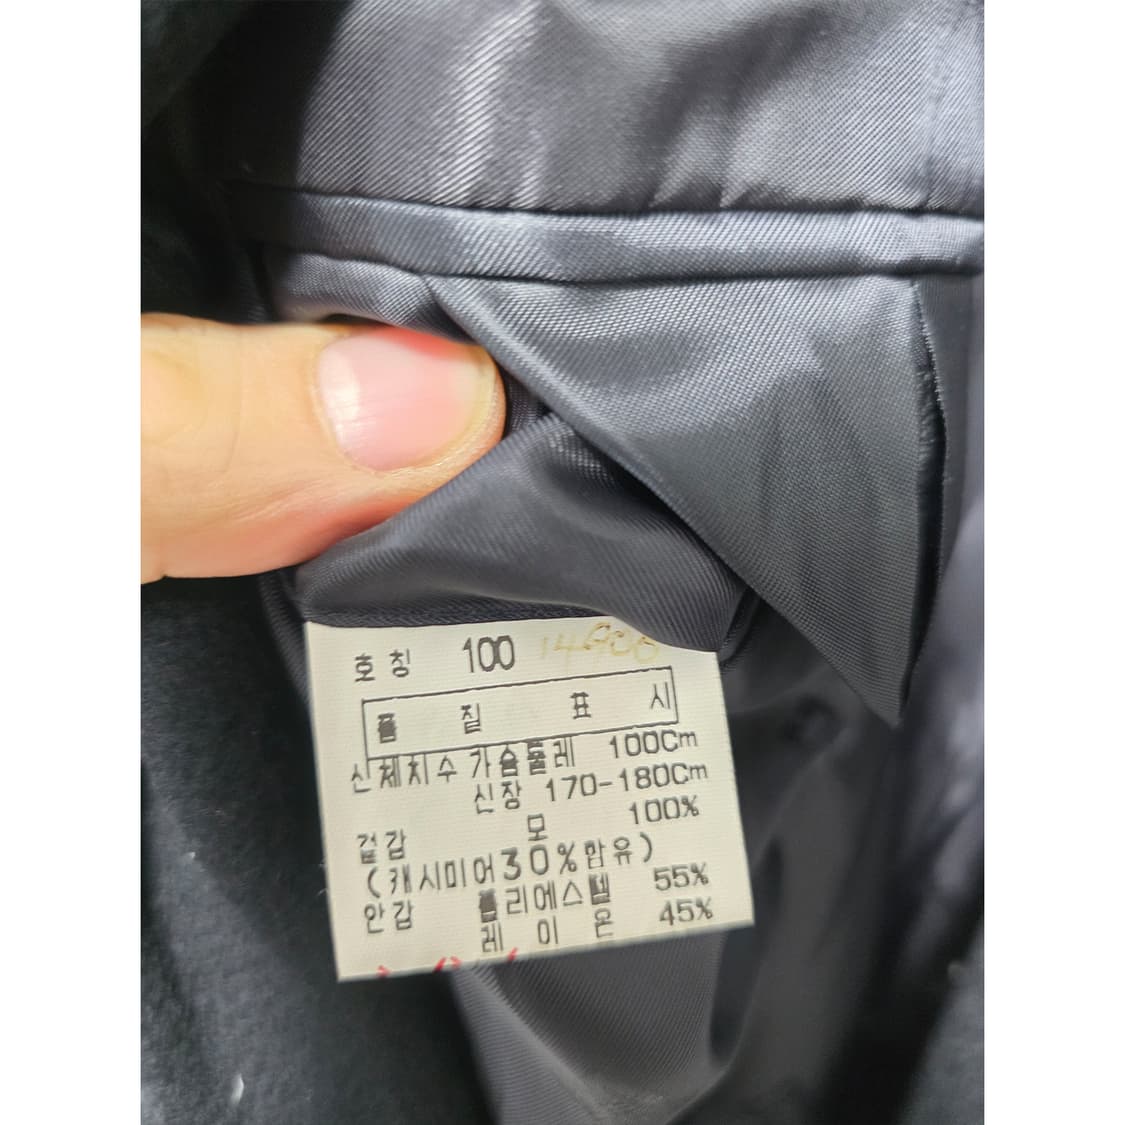 호칭 100
품질표시
신체치수 가슴둘레 100Cm
신장 170-180Cm
겉감 모 100%
(캐시미어30%함유)
안감 폴리에스텔 55%
레이온 45%